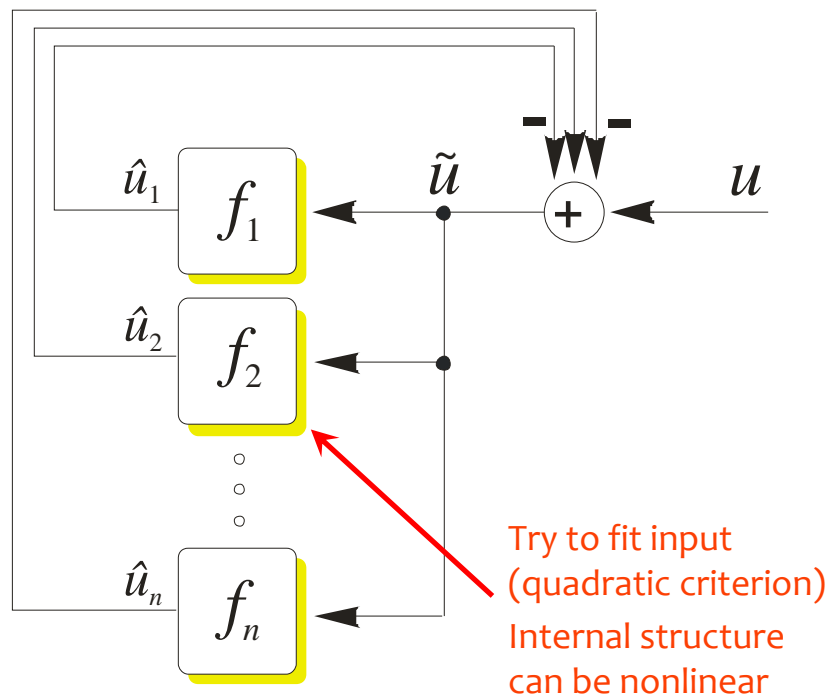 - -
û₁ f₁ ũ + u
û₂ f₂
ûₙ fₙ
Try to fit input
(quadratic criterion)
Internal structure
can be nonlinear